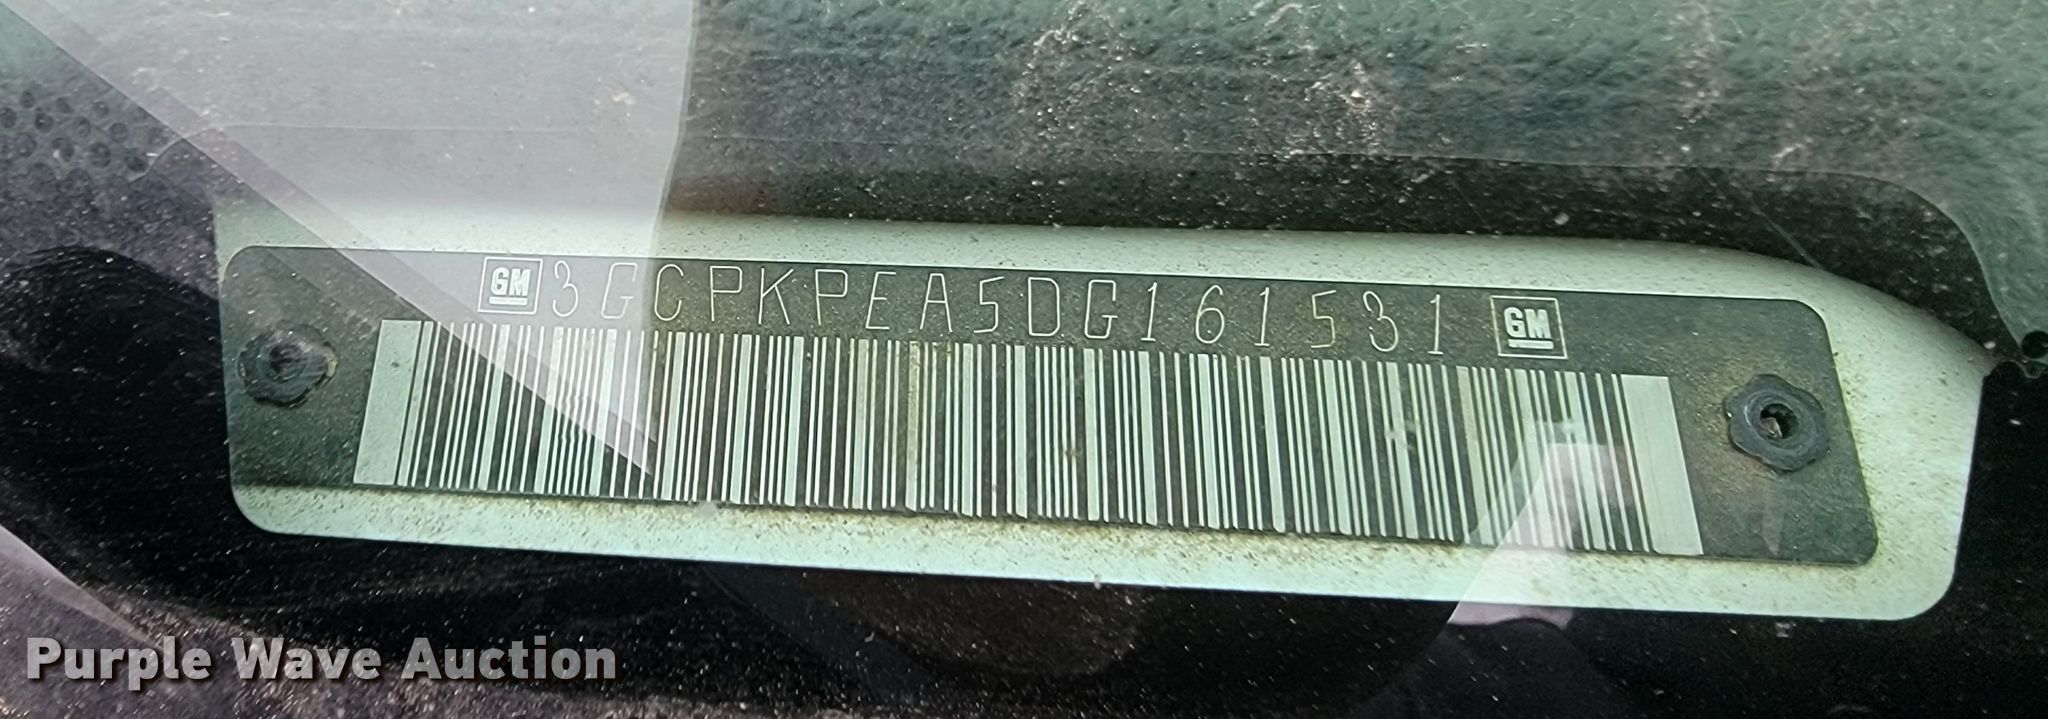 GM 3GCPKPEA5DG161531 GM
Purple Wave Auction